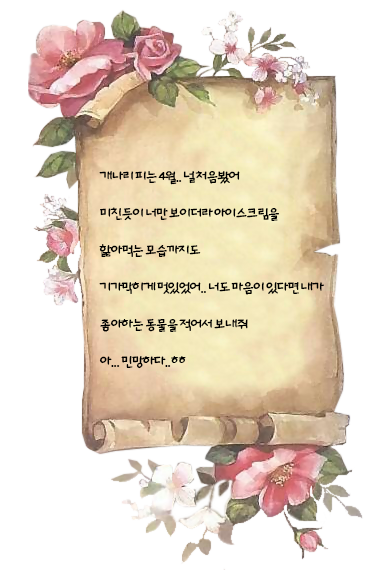 개나리 피는 4월.. 널 처음 봤어
미친듯이 너만 보이더라 아이스크림을
핥아먹는 모습까지도
기가막히게 멋있었어.. 너도 마음이 있다면 내가
좋아하는 동물을 적어서 보내줘
아... 민망하다..ㅎㅎ